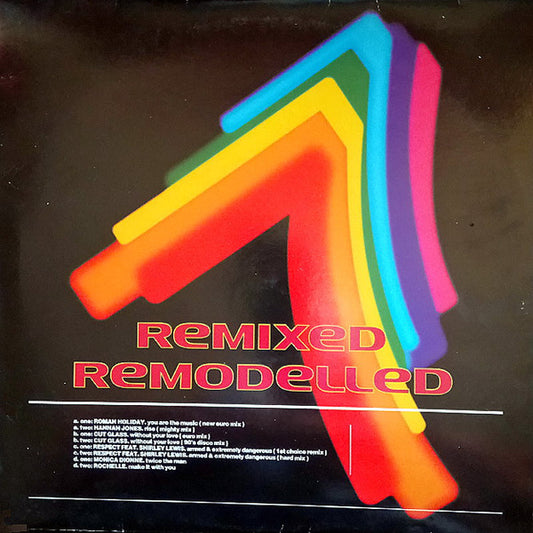 REMIXED
REMODELLED
a. one: ROMAN HOLIDAY. you are the music ( new euro mix )
a. two: HANNAH JONES. rise ( mighty mix )
b. one: CUT GLASS. without your love ( euro mix )
b. two: CUT GLASS. without your love ( 90's disco mix )
c. one: RESPECT FEAT. SHIRLEY LEWIS. armed & extremely dangerous ( 1st choice remix )
c. two: RESPECT FEAT. SHIRLEY LEWIS. armed & extremely dangerous ( hard mix )
d. one: MONICA DIONNE. twice the man
d. two: ROCHELLE. make it with you